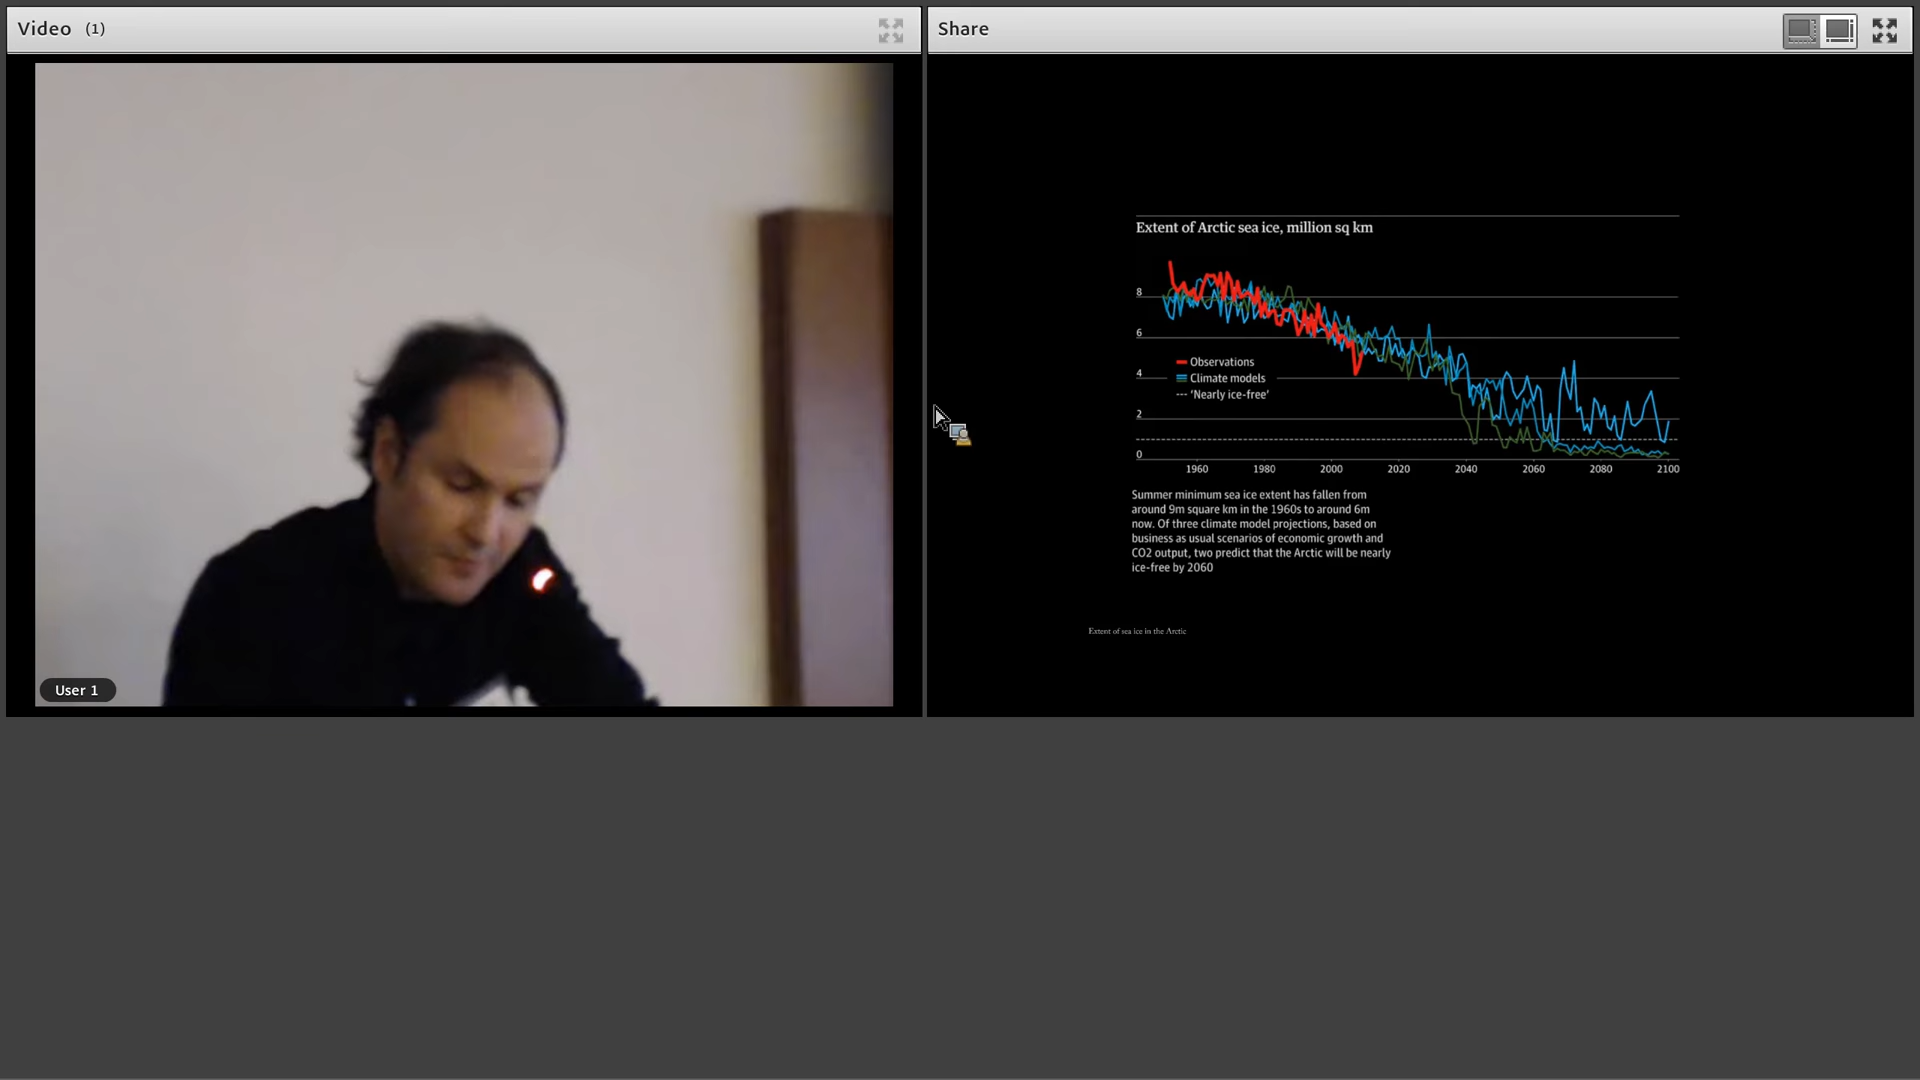 Video (1)
Share
User 1
Extent of Arctic sea ice, million sq km
8
6
4
2
0
Observations
Climate models
'Nearly ice-free'
1960 1980 2000 2020 2040 2060 2080 2100
Summer minimum sea ice extent has fallen from
around 9m square km in the 1960s to around 6m
now. Of three climate model projections, based on
business as usual scenarios of economic growth and
CO2 output, two predict that the Arctic will be nearly
ice-free by 2060
Extent of sea ice in the Arctic